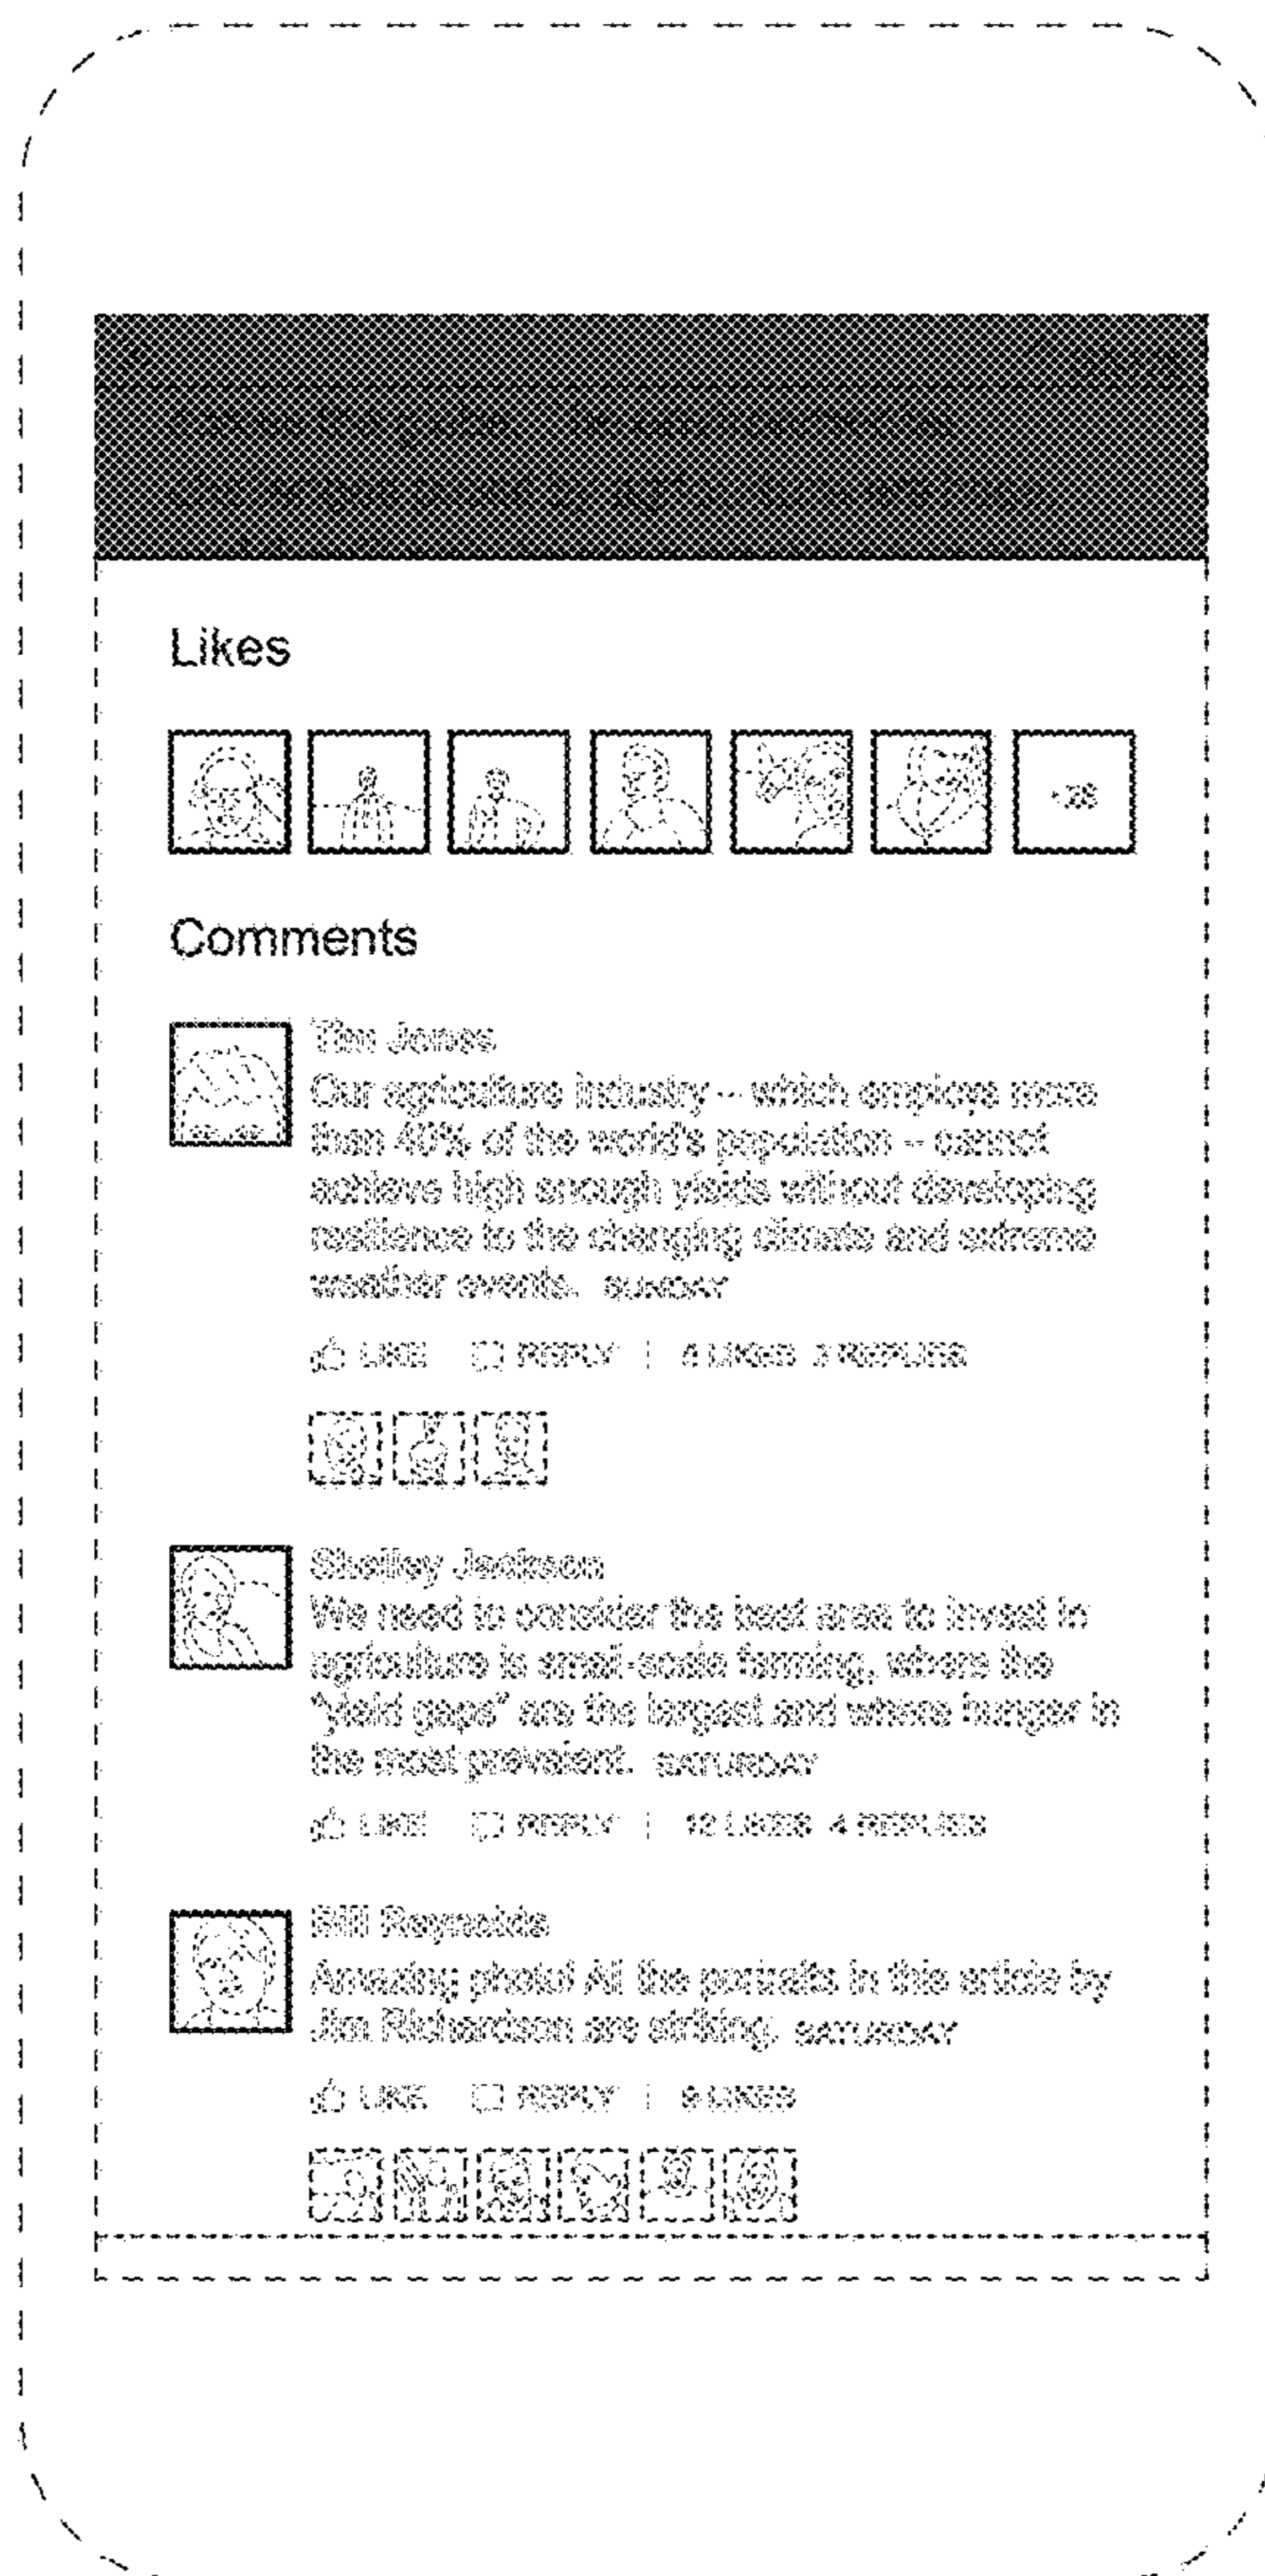 Likes
Comments
Tim Jones
Our agriculture industry -- which employs more
than 40% of the world's population -- cannot
achieve high enough yields without developing
resilience to the changing climate and extreme
weather events. SUNDAY
LIKE REPLY | 4 LIKES 3 REPLIES
Shelley Jackson
We need to consider the best area to invest in
agriculture is small-scale farming, where the
"yield gaps" are the largest and where hunger in
the most prevalent. SATURDAY
LIKE REPLY | 12 LIKES 4 REPLIES
Bill Reynolds
Amazing photo! All the portraits in this article by
Jim Richardson are striking. SATURDAY
LIKE REPLY | LIKES